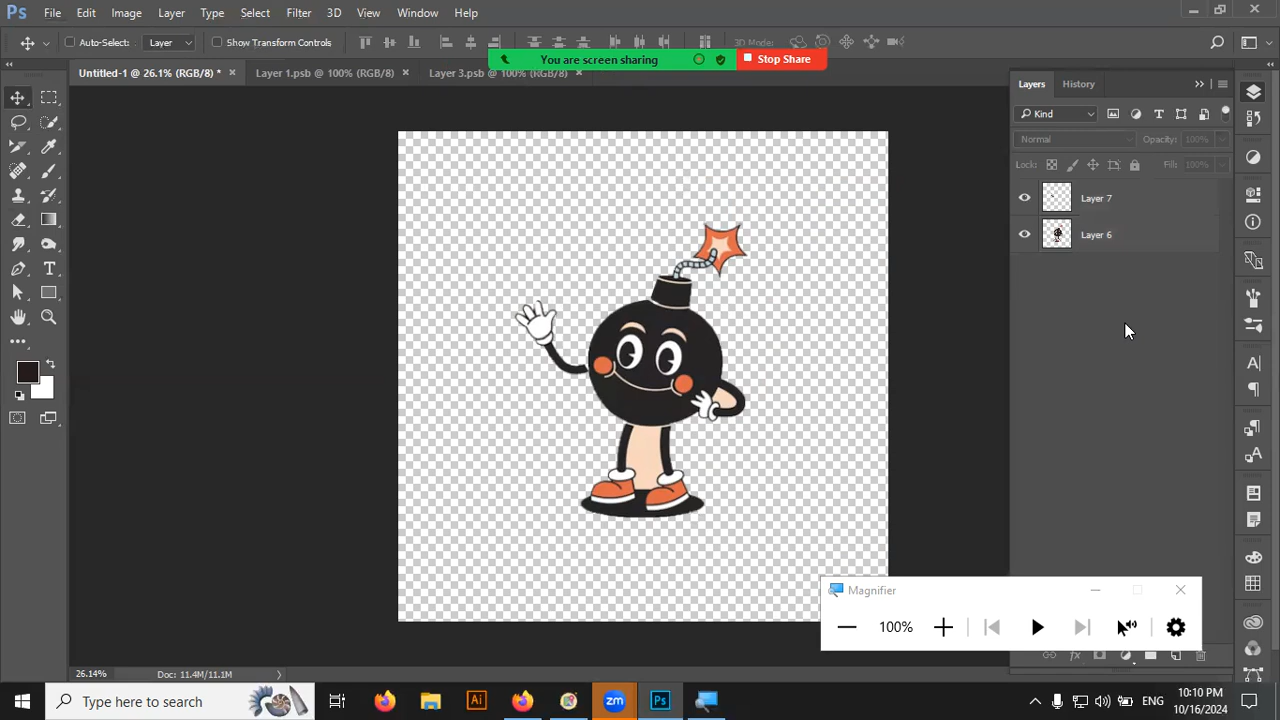 Ps File Edit Image Layer Type Select Filter 3D View Window Help
Auto-Select: Layer Show Transform Controls 3D Mode:
You are screen sharing Stop Share
Untitled-1 @ 26.1% (RGB/8) * × Layer 1.psb @ 100% (RGB/8) × Layer 3.psb @ 100% (RGB/8) ×
Layers History
Kind
Normal Opacity: 100%
Lock: Fill: 100%
Layer 7
Layer 6
Magnifier
100%
26.14% Doc: 11.4M/11.1M
Type here to search
Ai zm Ps
ENG
10:10 PM
10/16/2024